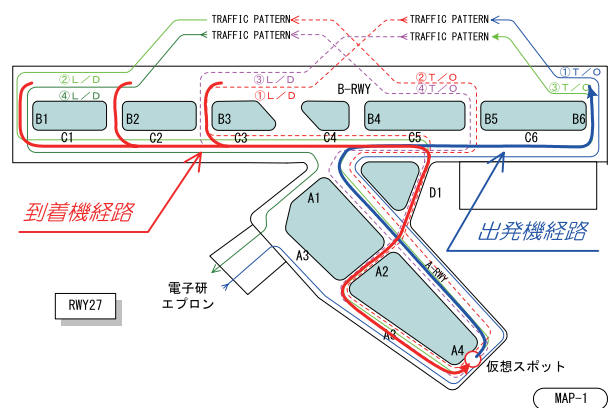 TRAFFIC PATTERN
TRAFFIC PATTERN
TRAFFIC PATTERN
TRAFFIC PATTERN
①T/O
②L/D
③L/D
②T/O
③T/O
④L/D
①L/D
B-RWY
④T/O
B1
B2
B3
B4
B5
B6
C1
C2
C3
C4
C5
C6
到着機経路
出発機経路
D1
A1
A3
A2
A-RWY
電子研
エプロン
RWY27
A3
A4
仮想スポット
MAP-1